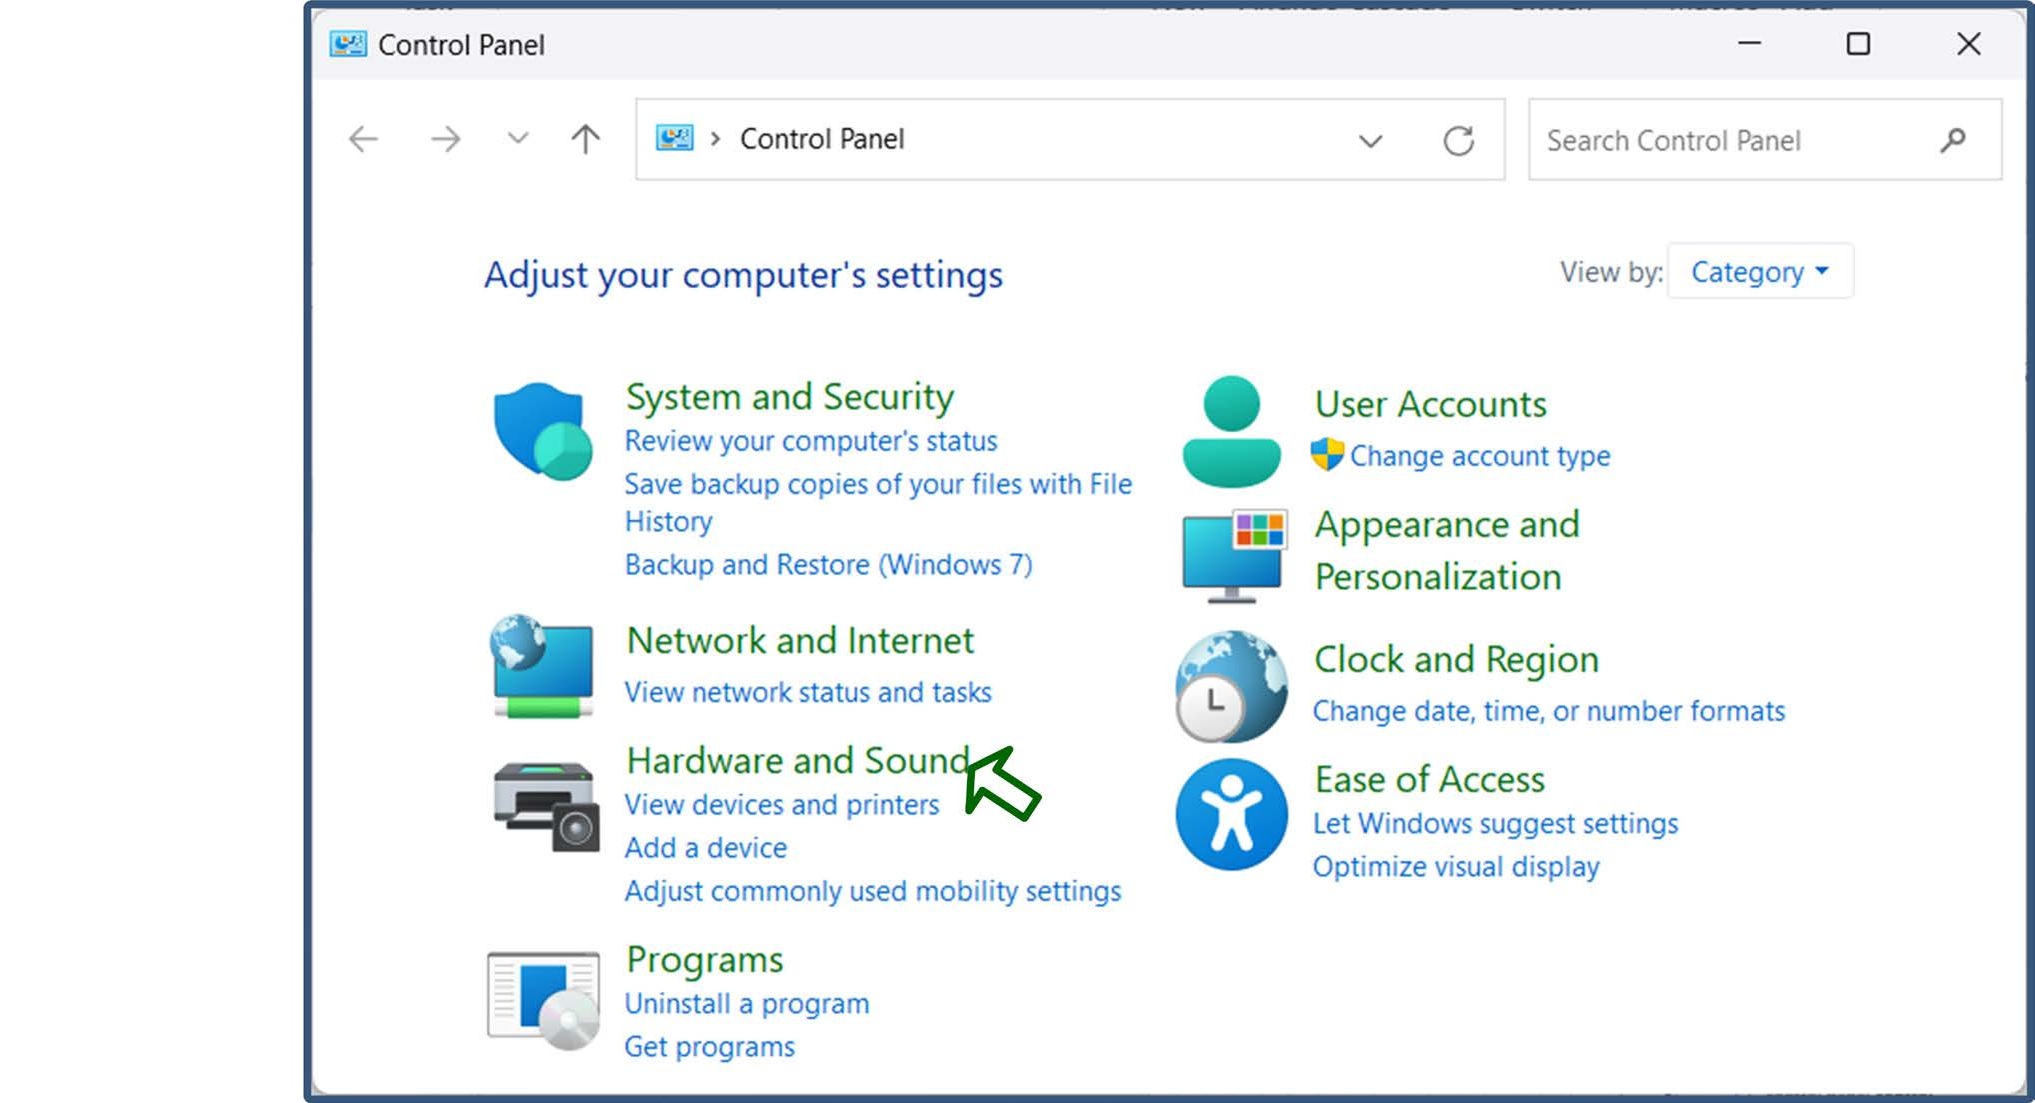 Control Panel
Control Panel
Search Control Panel
Adjust your computer's settings
View by: Category
System and Security
Review your computer's status
Save backup copies of your files with File
History
Backup and Restore (Windows 7)
Network and Internet
View network status and tasks
Hardware and Sound
View devices and printers
Add a device
Adjust commonly used mobility settings
Programs
Uninstall a program
Get programs
User Accounts
Change account type
Appearance and
Personalization
Clock and Region
Change date, time, or number formats
Ease of Access
Let Windows suggest settings
Optimize visual display